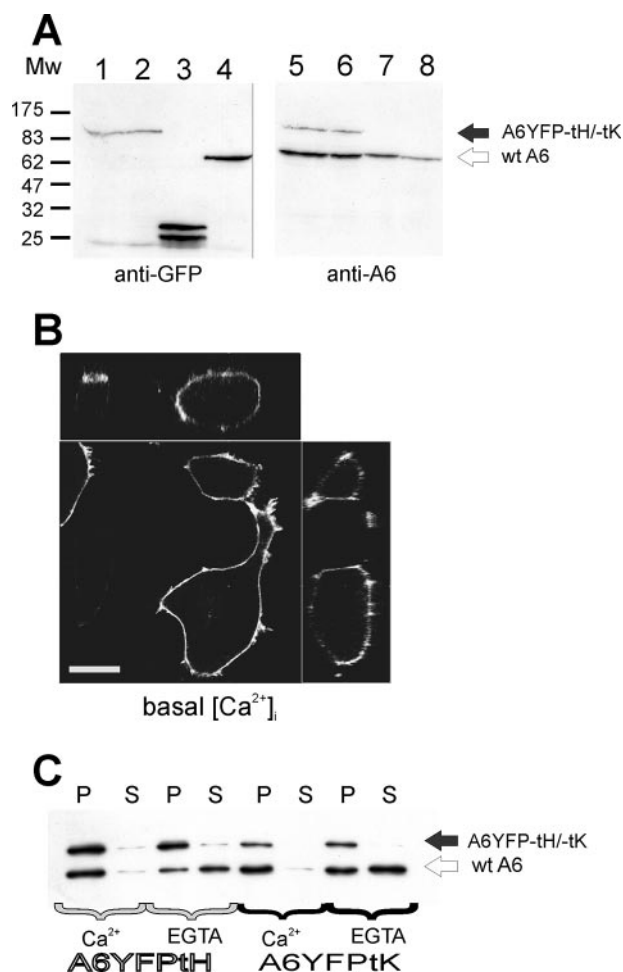 A
Mw 1 2 3 4 5 6 7 8
175
83
62
47
32
25
A6YFP-tH/-tK
wt A6
anti-GFP anti-A6
B
basal [Ca²⁺]ᵢ
C
P S P S P S P S
A6YFP-tH/-tK
wt A6
Ca²⁺ EGTA Ca²⁺ EGTA
A6YFPtH A6YFPtK